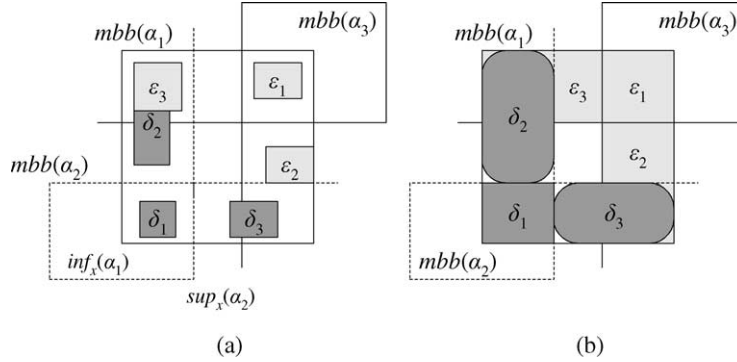 mbb(α₃) mbb(α₃)
mbb(α₁) mbb(α₁)
ε₃ ε₁ ε₃ ε₁
δ₂ δ₂
mbb(α₂) ε₂ ε₂
δ₁ δ₃ δ₁ δ₃
infₓ(α₁) mbb(α₂)
supₓ(α₂)
(a) (b)